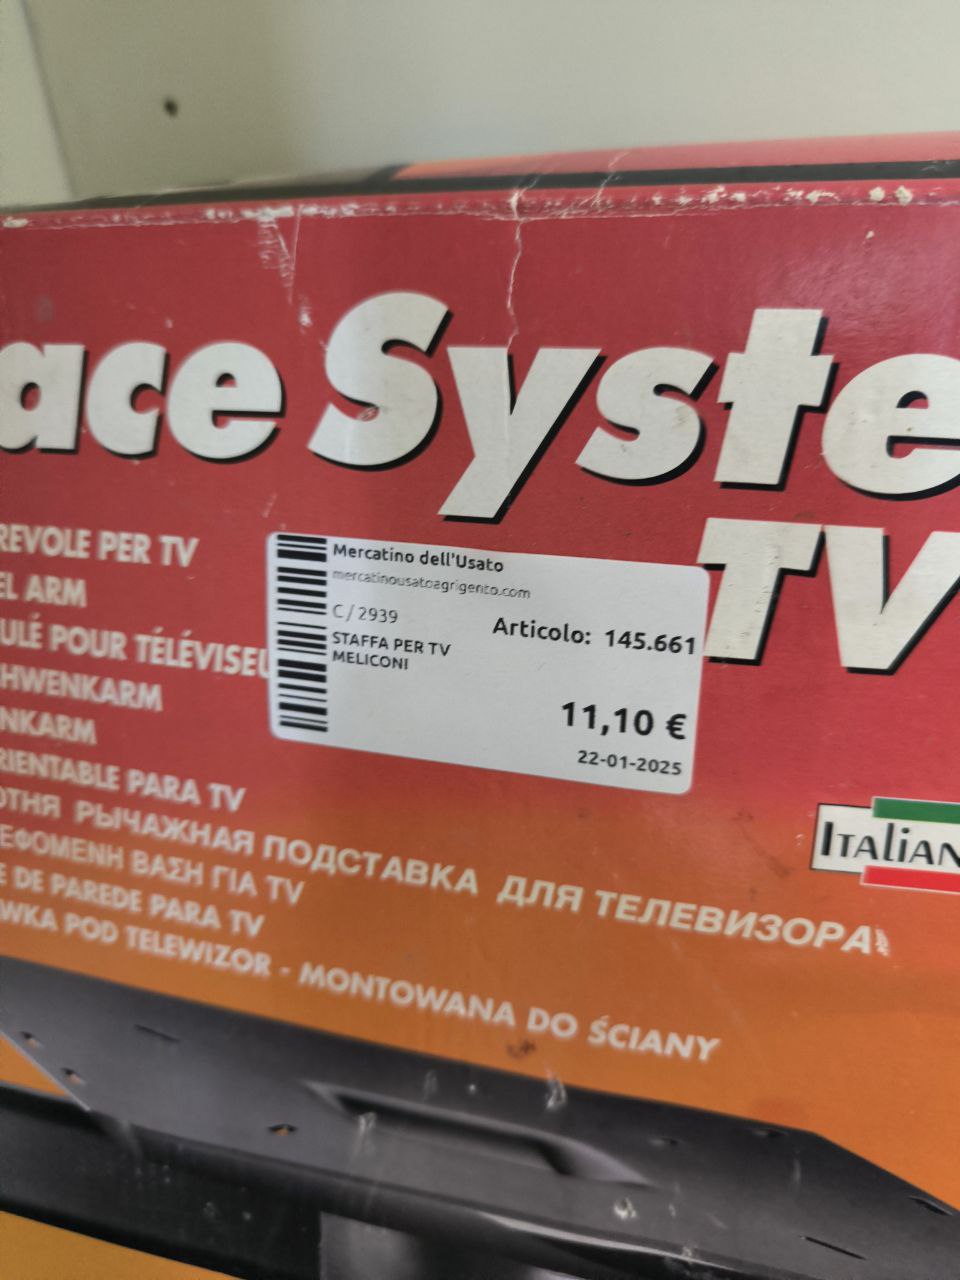 ace Syste
TV
REVOLE PER TV
EL ARM
ULÉ POUR TÉLÉVISEU
HWENKARM
NKARM
RIENTABLE PARA TV
ОТНЯ РЫЧАЖНАЯ ПОДСТАВКА ДЛЯ ТЕЛЕВИЗОРА
ΕΦΟΜΕΝΗ ΒΑΣΗ ΓΙΑ TV
E DE PAREDE PARA TV
AWKA POD TELEWIZOR - MONTOWANA DO ŚCIANY
Mercatino dell'Usato
mercatinousatoagrigento.com
C / 2939
Articolo: 145.661
STAFFA PER TV
MELICONI
11,10 €
22-01-2025
ITALIAN